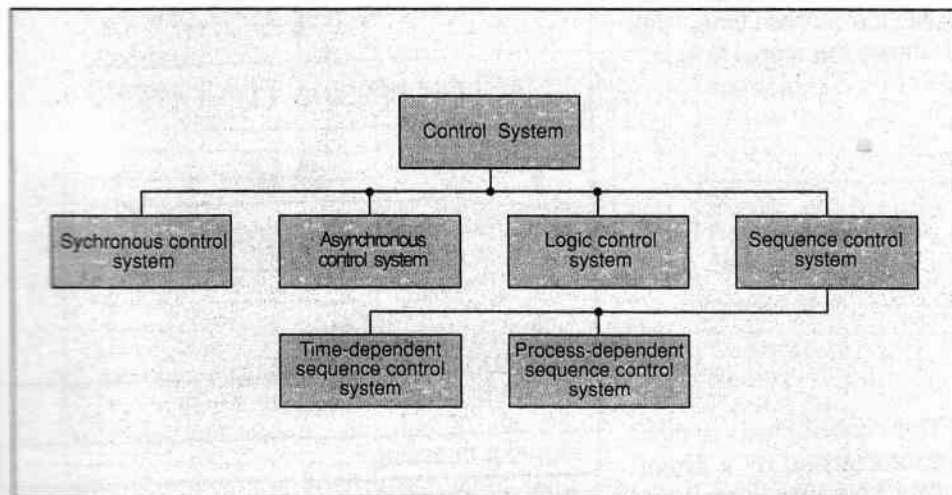 Control System
Sychronous control
system
Asynchronous
control system
Logic control
system
Sequence control
system
Time-dependent
sequence control
system
Process-dependent
sequence control
system